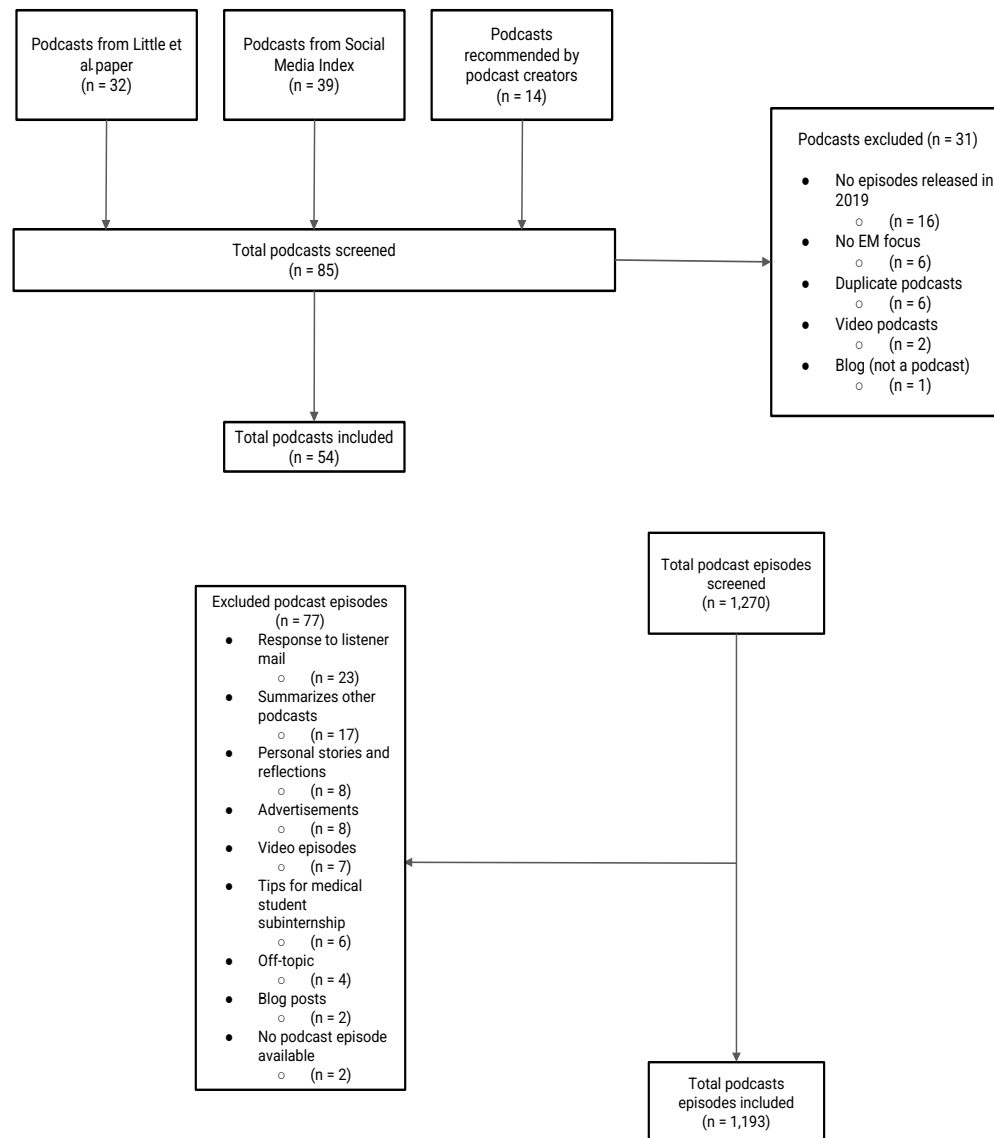 Podcasts from Little et
al. paper
(n = 32)
Podcasts from Social
Media Index
(n = 39)
Podcasts
recommended by
podcast creators
(n = 14)
Podcasts excluded (n = 31)
● No episodes released in
2019
○ (n = 16)
● No EM focus
○ (n = 6)
● Duplicate podcasts
○ (n = 6)
● Video podcasts
○ (n = 2)
● Blog (not a podcast)
○ (n = 1)
Total podcasts screened
(n = 85)
Total podcasts included
(n = 54)
Total podcast episodes
screened
(n = 1,270)
Excluded podcast episodes
(n = 77)
● Response to listener
mail
○ (n = 23)
● Summarizes other
podcasts
○ (n = 17)
● Personal stories and
reflections
○ (n = 8)
● Advertisements
○ (n = 8)
● Video episodes
○ (n = 7)
● Tips for medical
student
subinternship
○ (n = 6)
● Off-topic
○ (n = 4)
● Blog posts
○ (n = 2)
● No podcast episode
available
○ (n = 2)
Total podcasts
episodes included
(n = 1,193)